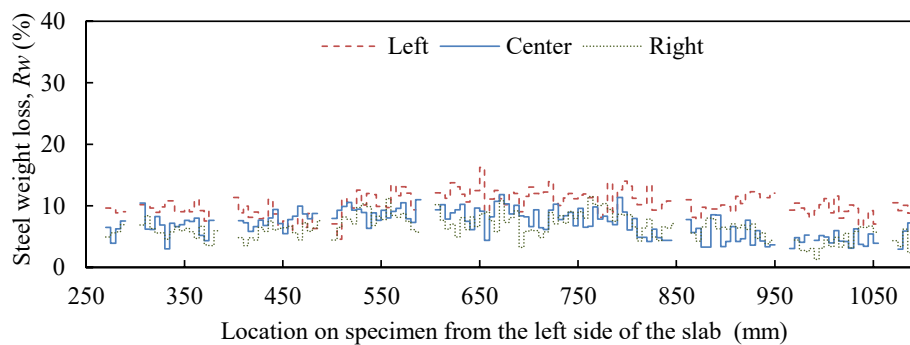 Steel weight loss, Rw (%)
40
30
20
10
0
Left
Center
Right
250
350
450
550
650
750
850
950
1050
Location on specimen from the left side of the slab (mm)